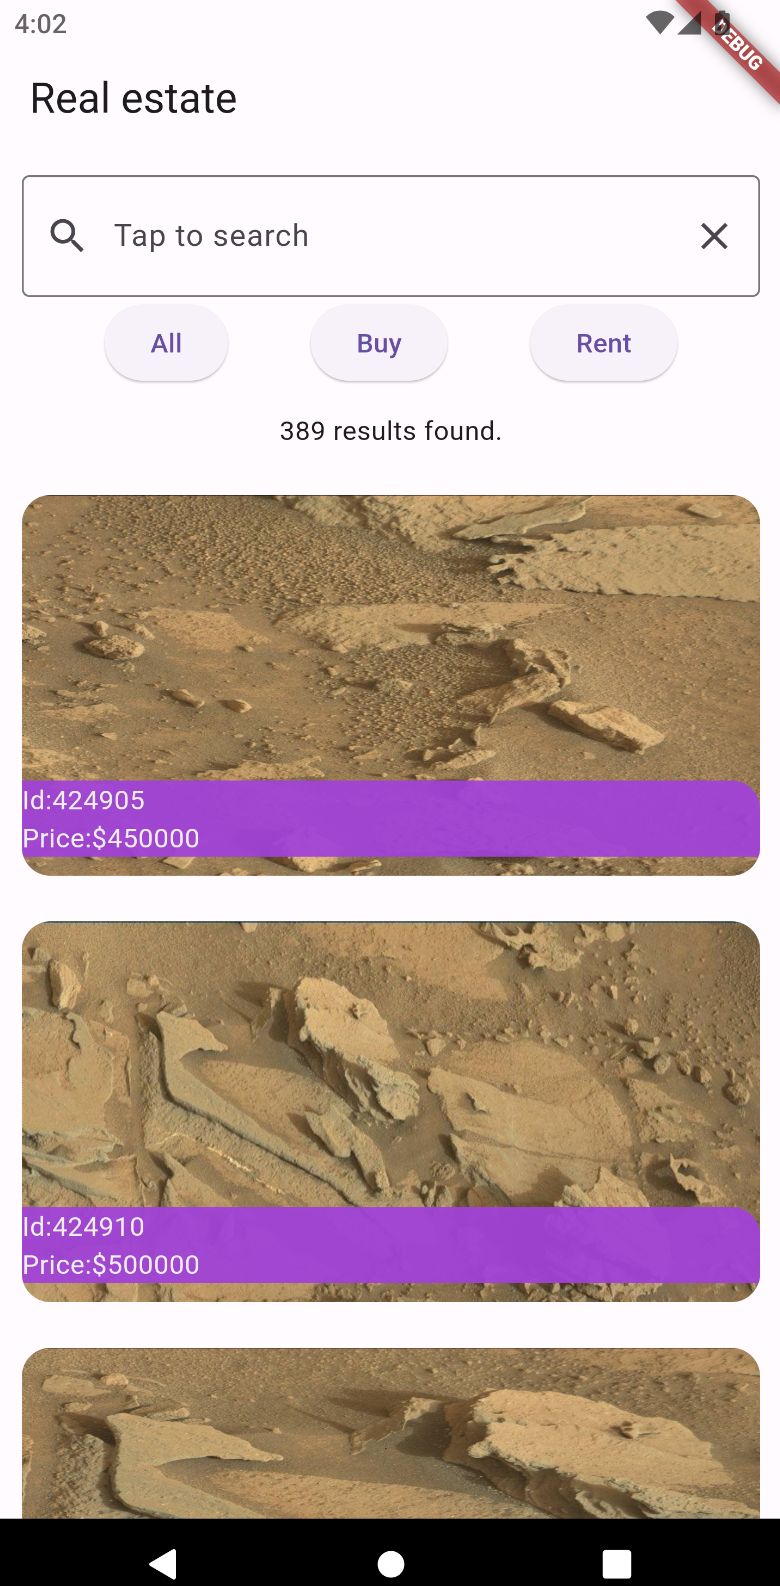 4:02
DEBUG
Real estate
Tap to search
All Buy Rent
389 results found.
Id:424905
Price:$450000
Id:424910
Price:$500000